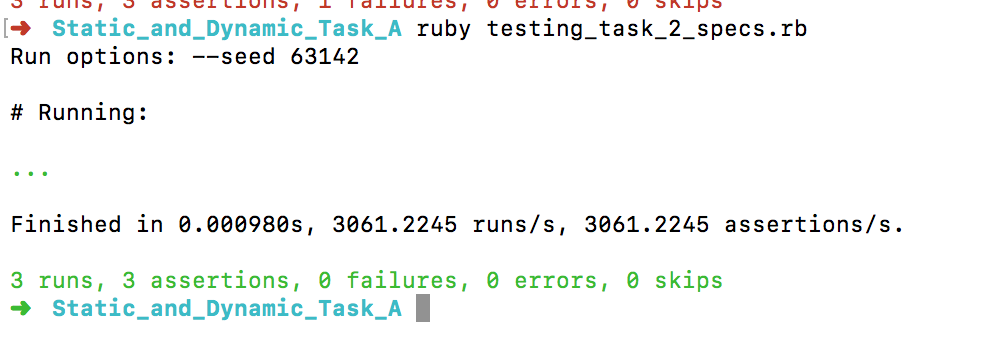 3 runs, 3 assertions, 1 failures, 0 errors, 0 skips
➜ Static_and_Dynamic_Task_A ruby testing_task_2_specs.rb
Run options: --seed 63142
# Running:
...
Finished in 0.000980s, 3061.2245 runs/s, 3061.2245 assertions/s.
3 runs, 3 assertions, 0 failures, 0 errors, 0 skips
➜ Static_and_Dynamic_Task_A